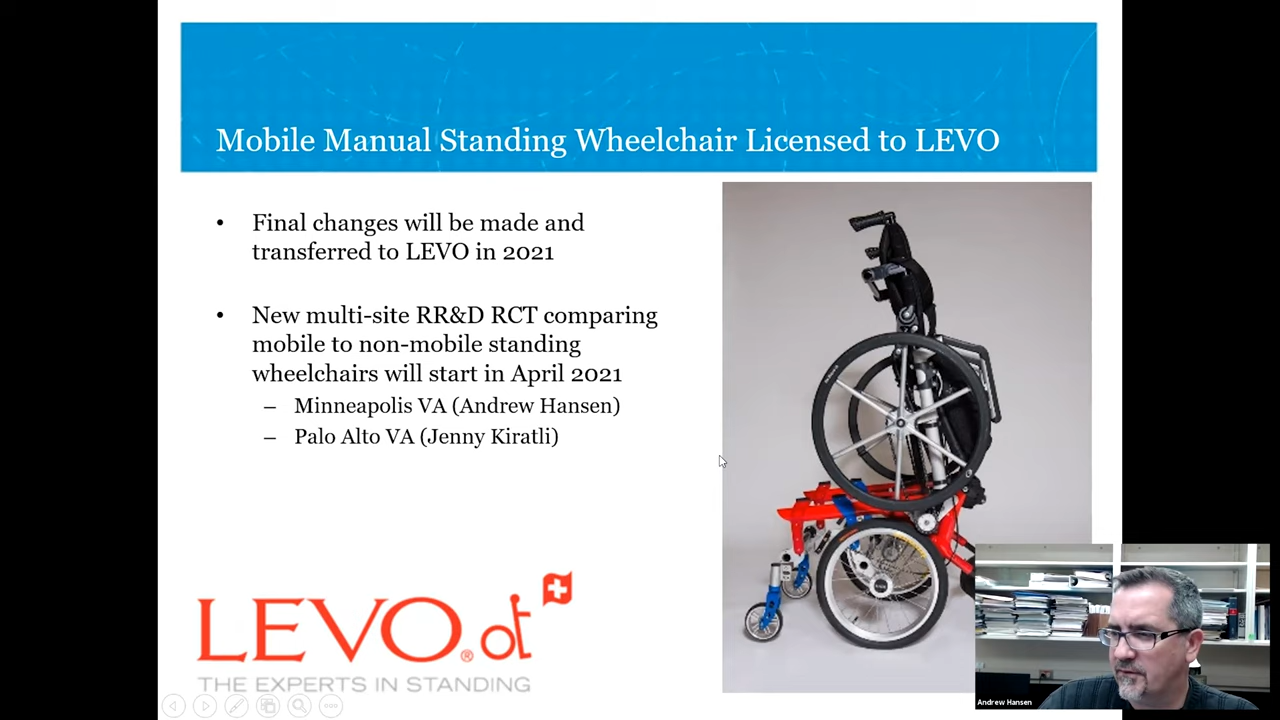 Mobile Manual Standing Wheelchair Licensed to LEVO
• Final changes will be made and
transferred to LEVO in 2021
• New multi-site RR&D RCT comparing
mobile to non-mobile standing
wheelchairs will start in April 2021
– Minneapolis VA (Andrew Hansen)
– Palo Alto VA (Jenny Kiratli)
LEVO®
THE EXPERTS IN STANDING
Andrew Hansen